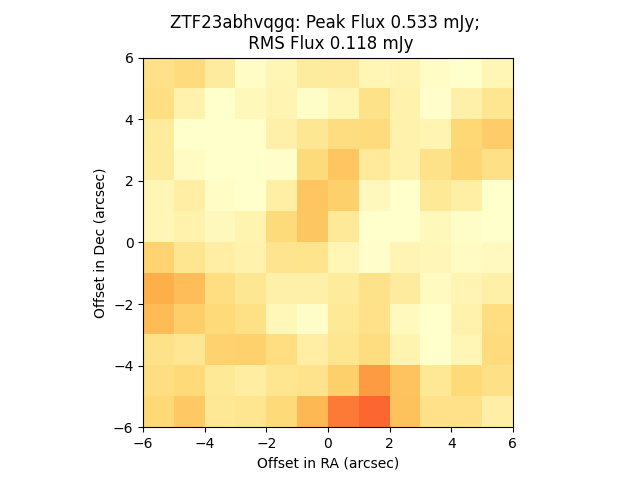 ZTF23abhvqgq: Peak Flux 0.533 mJy;
RMS Flux 0.118 mJy
6
4
2
0
−2
−4
−6
Offset in Dec (arcsec)
−6 −4 −2 0 2 4 6
Offset in RA (arcsec)